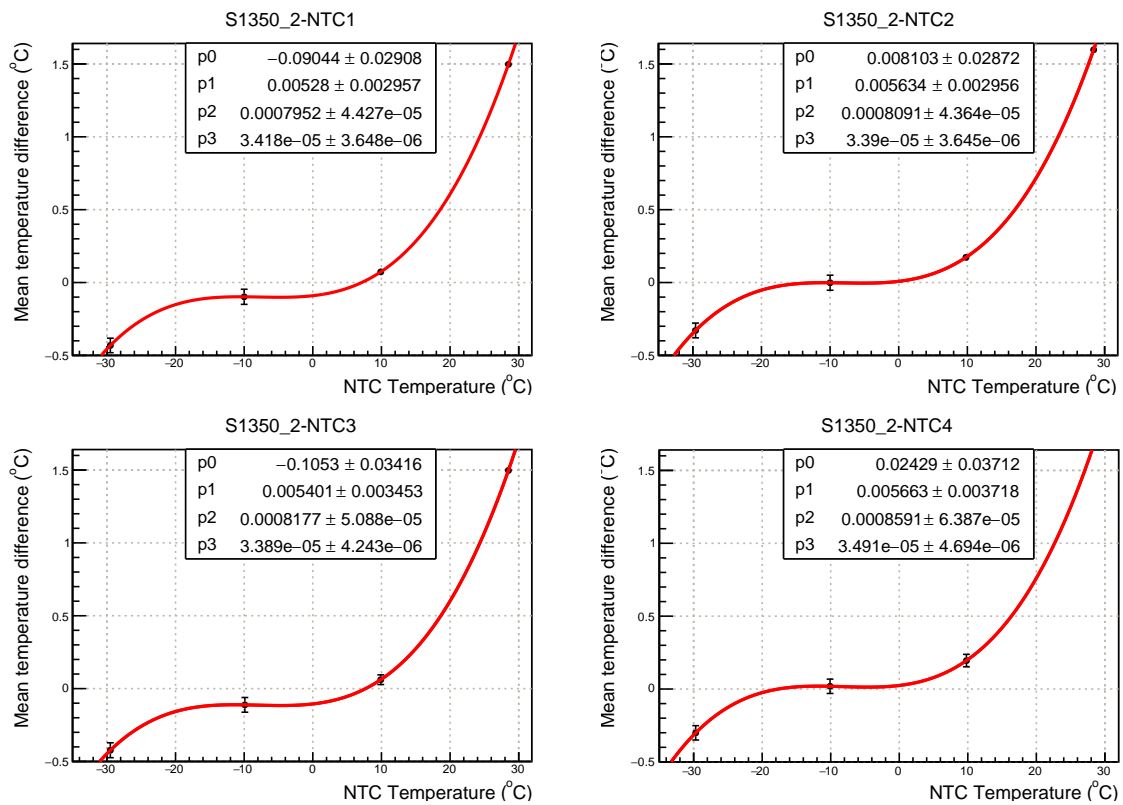 S1350_2-NTC1
Mean temperature difference (°C)
1.5
1
0.5
0
−0.5
p0 −0.09044 ± 0.02908
p1 0.00528 ± 0.002957
p2 0.0007952 ± 4.427e−05
p3 3.418e−05 ± 3.648e−06
−30 −20 −10 0 10 20 30
NTC Temperature (°C)
S1350_2-NTC2
Mean temperature difference (°C)
1.5
1
0.5
0
−0.5
p0 0.008103 ± 0.02872
p1 0.005634 ± 0.002956
p2 0.0008091 ± 4.364e−05
p3 3.39e−05 ± 3.645e−06
−30 −20 −10 0 10 20 30
NTC Temperature (°C)
S1350_2-NTC3
Mean temperature difference (°C)
1.5
1
0.5
0
−0.5
p0 −0.1053 ± 0.03416
p1 0.005401 ± 0.003453
p2 0.0008177 ± 5.088e−05
p3 3.389e−05 ± 4.243e−06
−30 −20 −10 0 10 20 30
NTC Temperature (°C)
S1350_2-NTC4
Mean temperature difference (°C)
1.5
1
0.5
0
−0.5
p0 0.02429 ± 0.03712
p1 0.005663 ± 0.003718
p2 0.0008591 ± 6.387e−05
p3 3.491e−05 ± 4.694e−06
−30 −20 −10 0 10 20 30
NTC Temperature (°C)